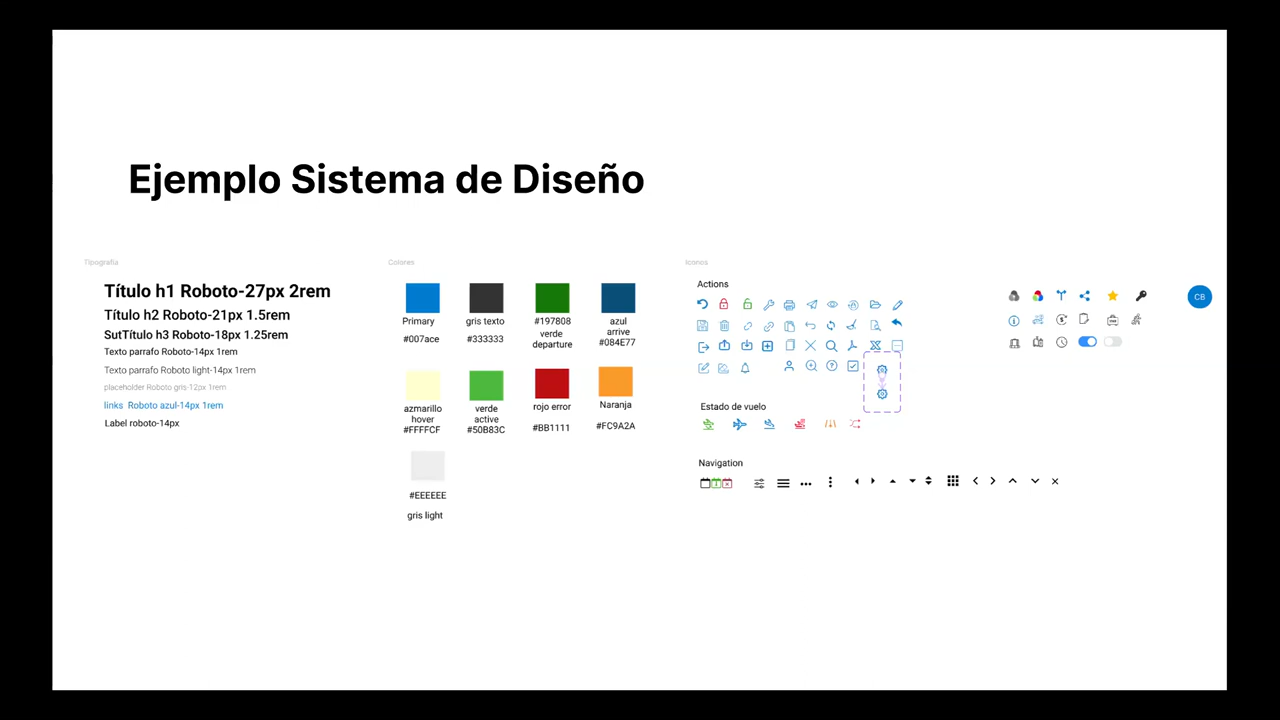 Ejemplo Sistema de Diseño
Tipografía
Título h1 Roboto-27px 2rem
Título h2 Roboto-21px 1.5rem
SutTítulo h3 Roboto-18px 1.25rem
Texto parrafo Roboto-14px 1rem
Texto parrafo Roboto light-14px 1rem
placeholder Roboto gris-12px 1rem
links Roboto azul-14px 1rem
Label roboto-14px
Colores
Primary
#007ace
gris texto
#333333
#197808
verde
departure
azul
arrive
#084E77
azmarillo
hover
#FFFFCF
verde
active
#50B83C
rojo error
#BB1111
Naranja
#FC9A2A
#EEEEEE
gris light
Iconos
Actions
Estado de vuelo
Navigation
CB